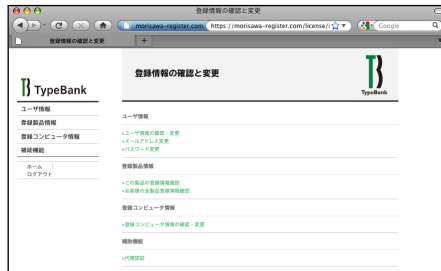 登録情報の確認と変更
morisawa-register.com
https://morisawa-register.com/license/i
Google
登録情報の確認と変更
+
TypeBank
ユーザ情報
登録製品情報
登録コンピュータ情報
補助機能
ホーム
ログアウト
登録情報の確認と変更
TypeBank
ユーザ情報
»ユーザ情報の確認・変更
»メールアドレス変更
»パスワード変更
登録製品情報
»この製品の登録情報確認
»お客様の全製品登録情報確認
登録コンピュータ情報
»登録コンピュータ情報の確認・変更
補助機能
»代理認証